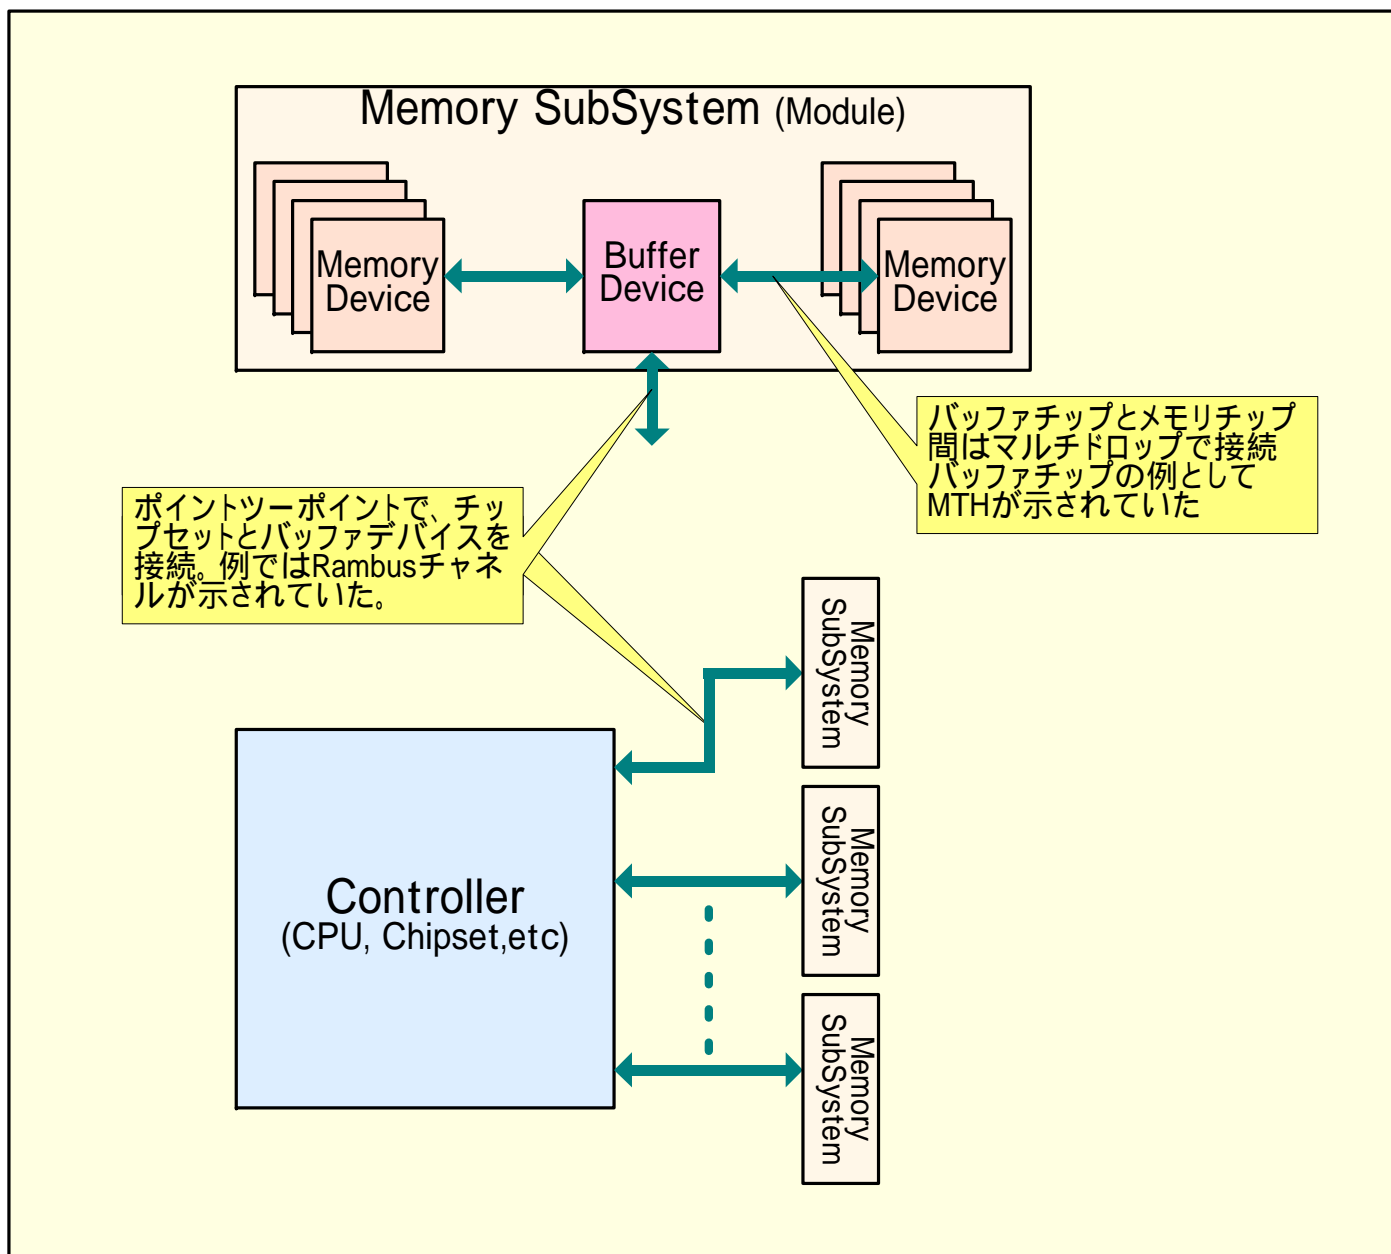 Memory SubSystem (Module)
Memory
Device
Buffer
Device
Memory
Device
バッファチップとメモリチップ
間はマルチドロップで接続
バッファチップの例として
MTHが示されていた
ポイントツーポイントで、チッ
プセットとバッファデバイスを
接続。例ではRambusチャネ
ルが示されていた。
Memory
SubSystem
Controller
(CPU, Chipset,etc)
Memory
SubSystem
Memory
SubSystem